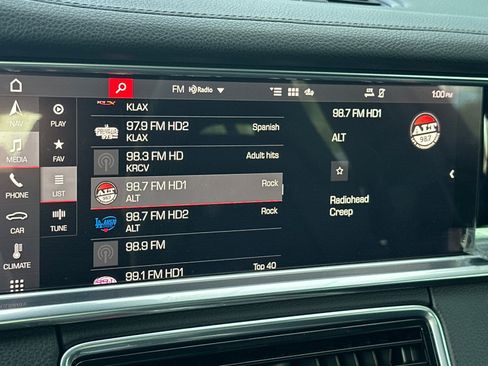 FM HD Radio
1:00 PM
NAV
MEDIA
PHONE
CAR
CLIMATE
PLAY
FAV
LIST
TUNE
KLAX
97.9 FM HD2 Spanish
KLAX
98.3 FM HD Adult hits
KRCV
98.7 FM HD1 Rock
ALT
98.7 FM HD2 Rock
ALT
98.9 FM
99.1 FM HD1 Top 40
98.7 FM HD1
ALT
ALT
98.7
Radiohead
Creep